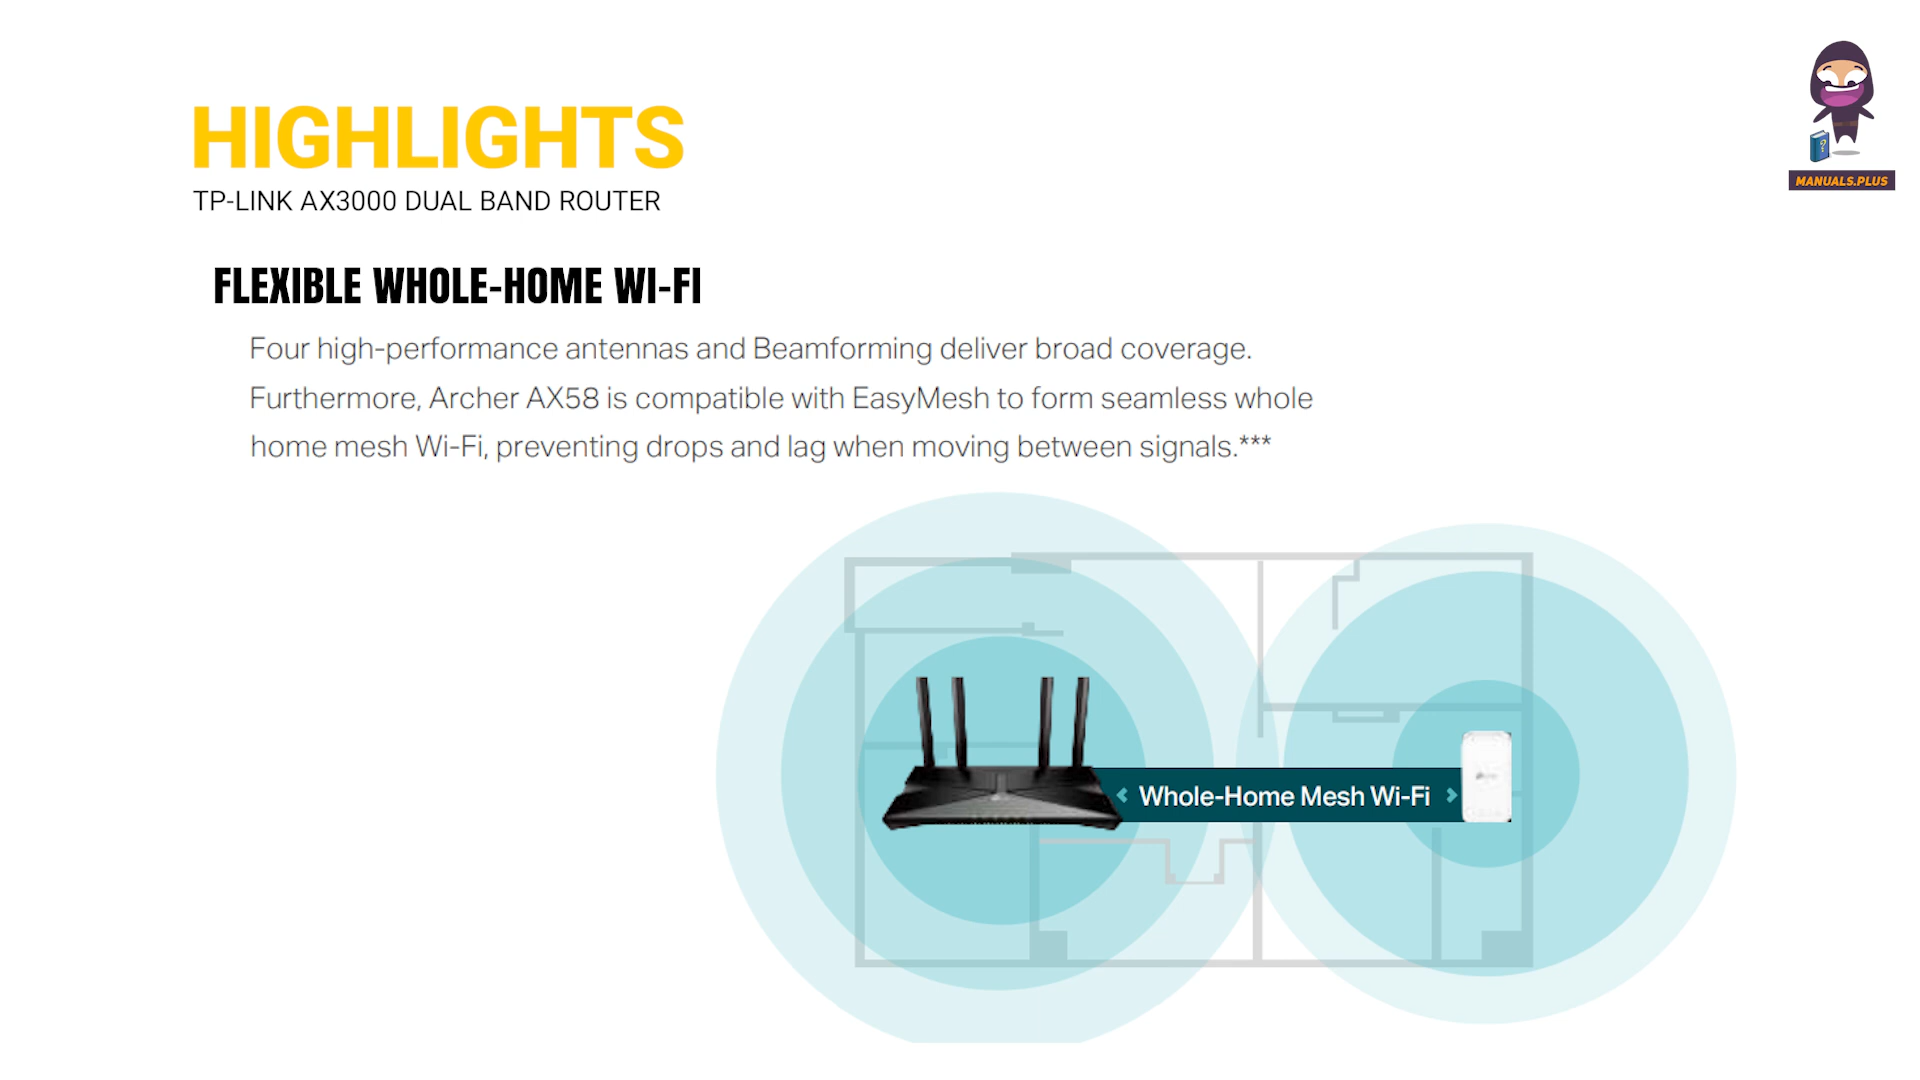 HIGHLIGHTS
TP-LINK AX3000 DUAL BAND ROUTER
MANUALS.PLUS
FLEXIBLE WHOLE-HOME WI-FI
Four high-performance antennas and Beamforming deliver broad coverage.
Furthermore, Archer AX58 is compatible with EasyMesh to form seamless whole
home mesh Wi-Fi, preventing drops and lag when moving between signals.***
< Whole-Home Mesh Wi-Fi >